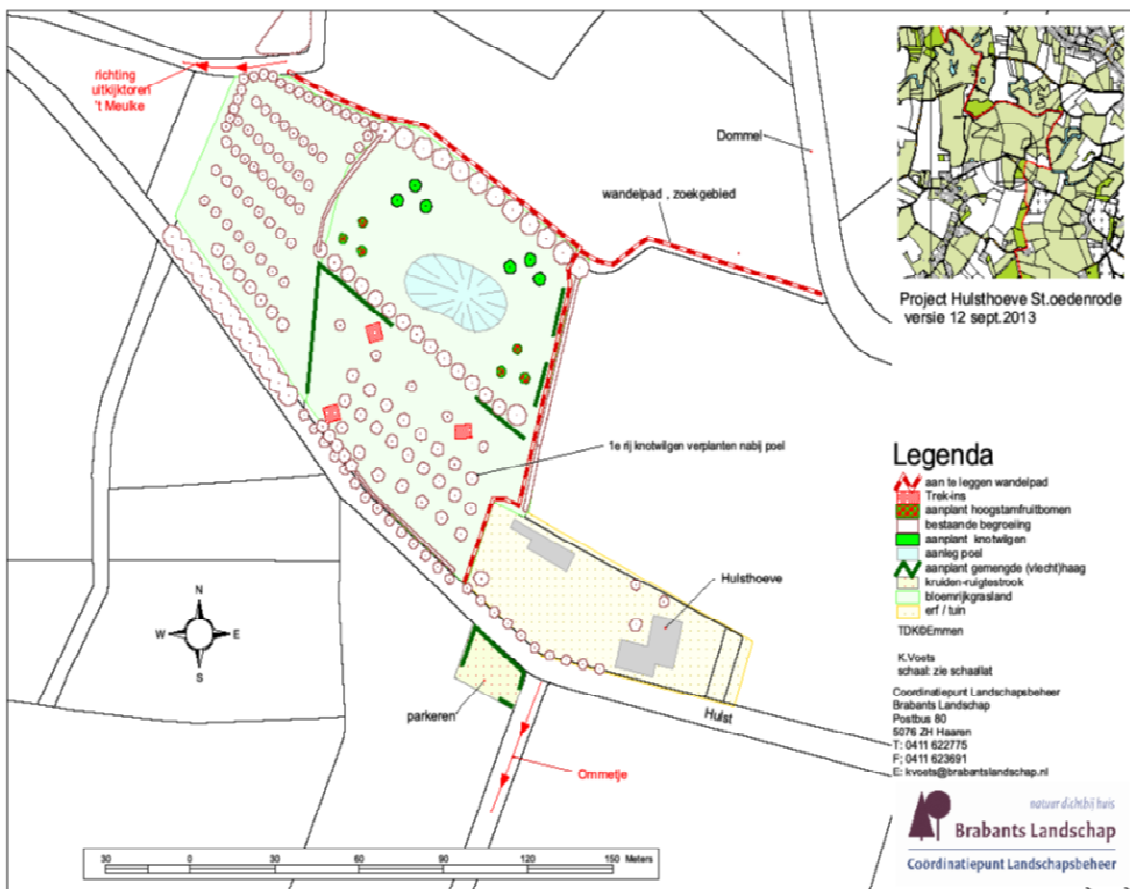 richting
uitkijktoren
't Meulke
Dommel
wandelpad , zoekgebied
Project Hulsthoeve St.oedenrode
versie 12 sept.2013
1e rij knotwilgen verplanten nabij poel
Legenda
aan te leggen wandelpad
Trek-ins
aanplant hoogstamfruitbomen
bestaande begroeiing
aanplant knotwilgen
aanleg poel
aanplant gemengde (vlecht)haag
kruiden-ruigtestrook
bloemrijkgrasland
erf / tuin
TDK©Emmen
K.Voets
schaal: zie schaallat
Coordinatiepunt Landschapsbeheer
Brabants Landschap
Postbus 80
5076 ZH Haaren
T: 0411 622775
F; 0411 623691
E: kvoets@brabantslandschap.nl
Hulsthoeve
N
W
E
S
parkeren
Hulst
Ommetje
30
0
30
60
90
120
150 Meters
natuur dichtbij huis
Brabants Landschap
Coördinatiepunt Landschapsbeheer